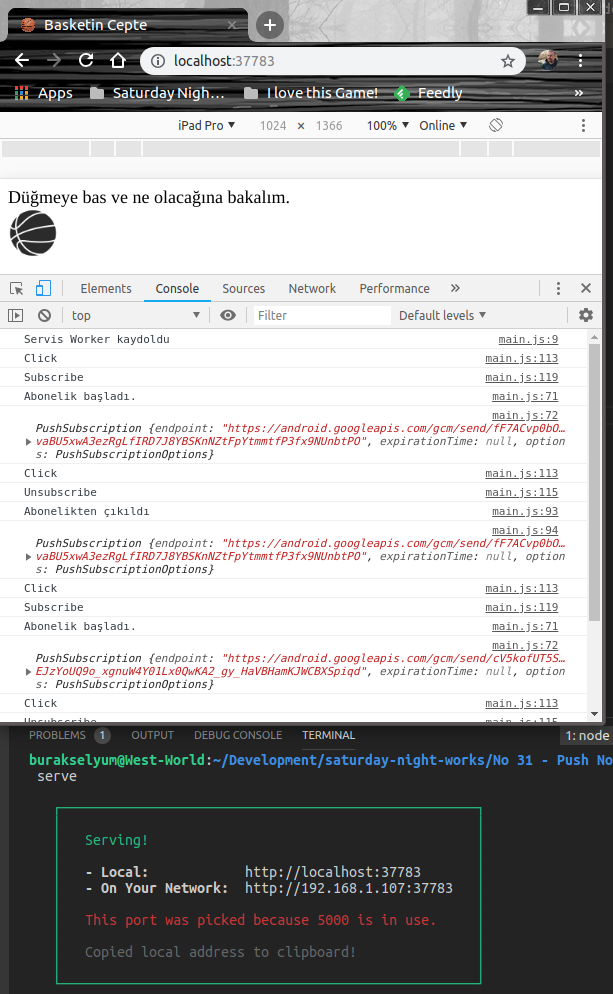 Basketin Cepte
localhost:37783
Apps Saturday Nigh... I love this Game! Feedly »
iPad Pro ▼ 1024 × 1366 100% ▼ Online ▼
Düğmeye bas ve ne olacağına bakalım.
Elements Console Sources Network Performance »
top ▼ Filter Default levels ▼
Servis Worker kaydoldu main.js:9
Click main.js:113
Subscribe main.js:119
Abonelik başladı. main.js:71
main.js:72
PushSubscription {endpoint: "https://android.googleapis.com/gcm/send/fF7ACvp0bO…
vaBU5xwA3ezRgLfIRD7J8YBSKnNZtFpYtmmtfP3fx9NUnbtPO", expirationTime: null, option
s: PushSubscriptionOptions}
Click main.js:113
Unsubscribe main.js:115
Abonelikten çıkıldı main.js:93
main.js:94
PushSubscription {endpoint: "https://android.googleapis.com/gcm/send/fF7ACvp0bO…
vaBU5xwA3ezRgLfIRD7J8YBSKnNZtFpYtmmtfP3fx9NUnbtPO", expirationTime: null, option
s: PushSubscriptionOptions}
Click main.js:113
Subscribe main.js:119
Abonelik başladı. main.js:71
main.js:72
PushSubscription {endpoint: "https://android.googleapis.com/gcm/send/cV5kofUT5S…
EJzYoUQ9o_xgnuW4Y01Lx0QwKA2_gy_HaVBHamKJWCBXSpiqd", expirationTime: null, option
s: PushSubscriptionOptions}
Click main.js:113
Unsubscribe main.js:115
PROBLEMS 1 OUTPUT DEBUG CONSOLE TERMINAL 1: node
burakselyum@West-World:~/Development/saturday-night-works/No 31 - Push No
serve
Serving!
- Local: http://localhost:37783
- On Your Network: http://192.168.1.107:37783
This port was picked because 5000 is in use.
Copied local address to clipboard!